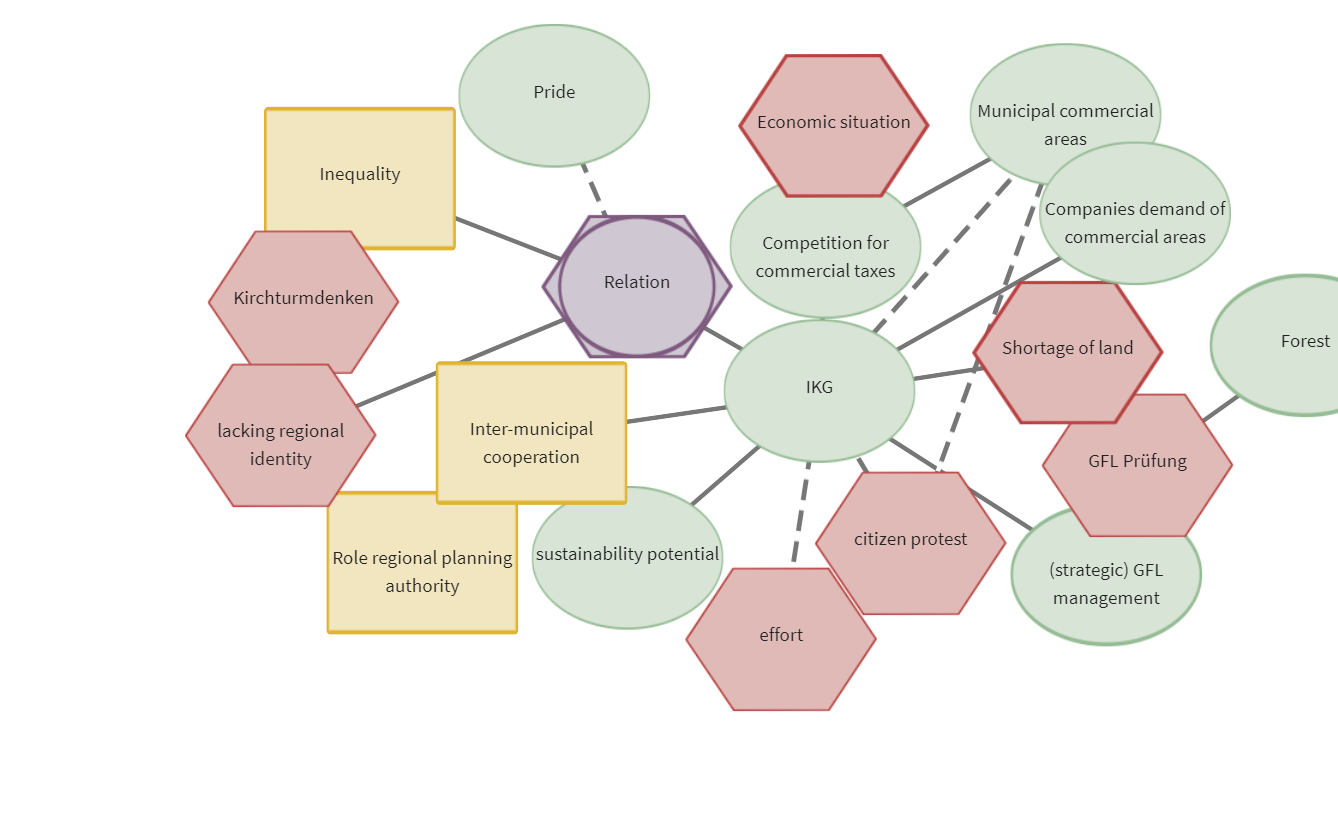 Pride
Economic situation
Municipal commercial
areas
Inequality
Companies demand of
commercial areas
Competition for
commercial taxes
Relation
Kirchturmdenken
Forest
Shortage of land
IKG
lacking regional
identity
Inter-municipal
cooperation
GFL Prüfung
citizen protest
sustainability potential
Role regional planning
authority
(strategic) GFL
management
effort